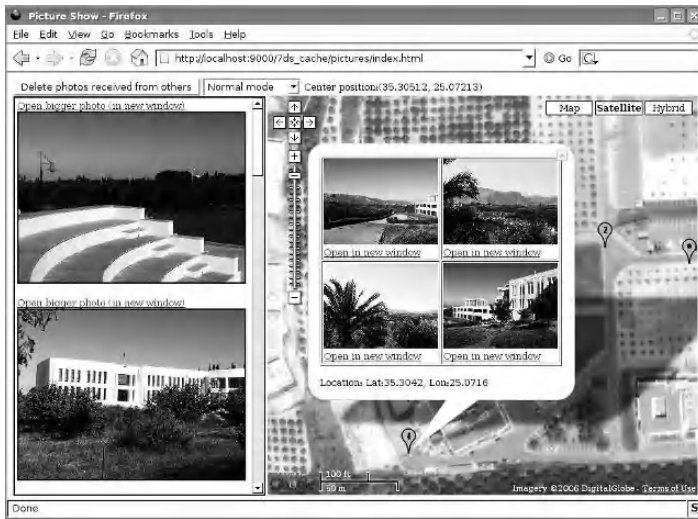 Picture Show - Firefox
File Edit View Go Bookmarks Tools Help
http://localhost:9000/7ds_cache/pictures/index.html
Go
Delete photos received from others
Normal mode
Center position:(35.30512, 25.07213)
Open bigger photo (in new window)
Open bigger photo (in new window)
Map
Satellite
Hybrid
Open in new window
Open in new window
Open in new window
Open in new window
Location: Lat:35.3042, Lon:25.0716
2
100 ft
50 m
Imagery ©2006 DigitalGlobe - Terms of Use
Done
S